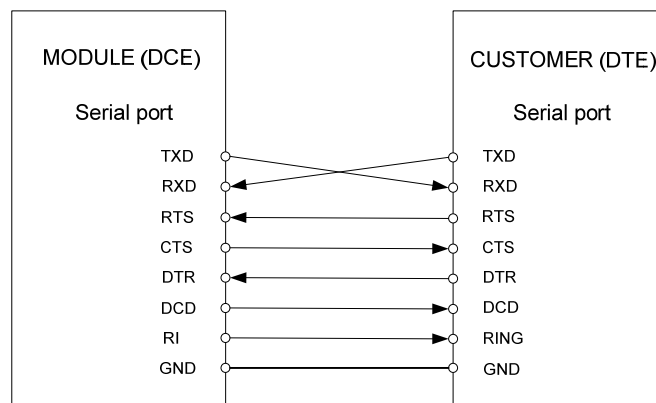 MODULE (DCE)
Serial port
TXD
RXD
RTS
CTS
DTR
DCD
RI
GND
CUSTOMER (DTE)
Serial port
TXD
RXD
RTS
CTS
DTR
DCD
RING
GND